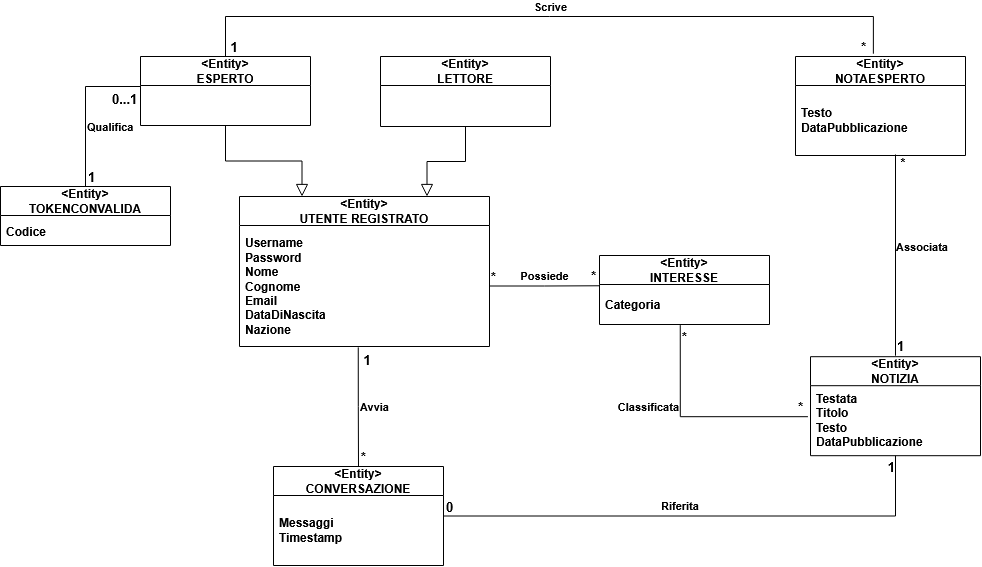 Scrive
1
*
<Entity>
ESPERTO
<Entity>
LETTORE
<Entity>
NOTAESPERTO
Testo
DataPubblicazione
0...1
Qualifica
1
<Entity>
TOKENCONVALIDA
Codice
<Entity>
UTENTE REGISTRATO
Username
Password
Nome
Cognome
Email
DataDiNascita
Nazione
*
Possiede
*
<Entity>
INTERESSE
Categoria
*
Associata
1
<Entity>
NOTIZIA
Testata
Titolo
Testo
DataPubblicazione
*
Classificata
*
1
Avvia
*
<Entity>
CONVERSAZIONE
Messaggi
Timestamp
0
Riferita
1